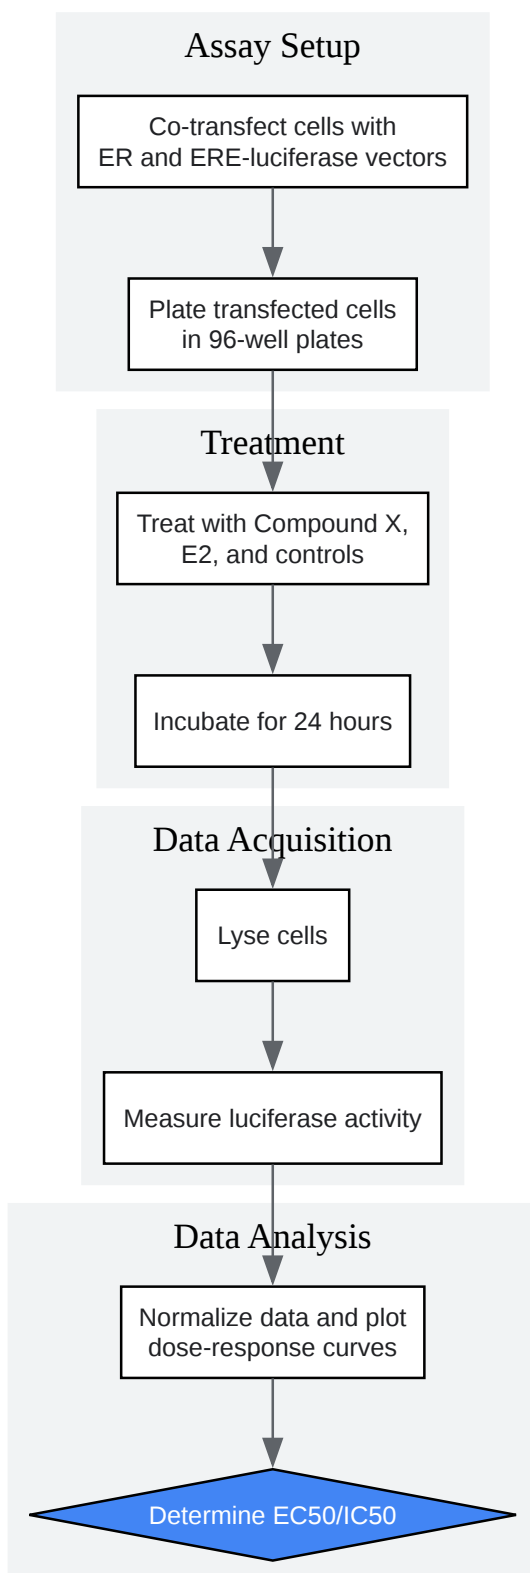 Assay Setup
Co-transfect cells with
ER and ERE-luciferase vectors
Plate transfected cells
in 96-well plates
Treatment
Treat with Compound X,
E2, and controls
Incubate for 24 hours
Data Acquisition
Lyse cells
Measure luciferase activity
Data Analysis
Normalize data and plot
dose-response curves
Determine EC50/IC50